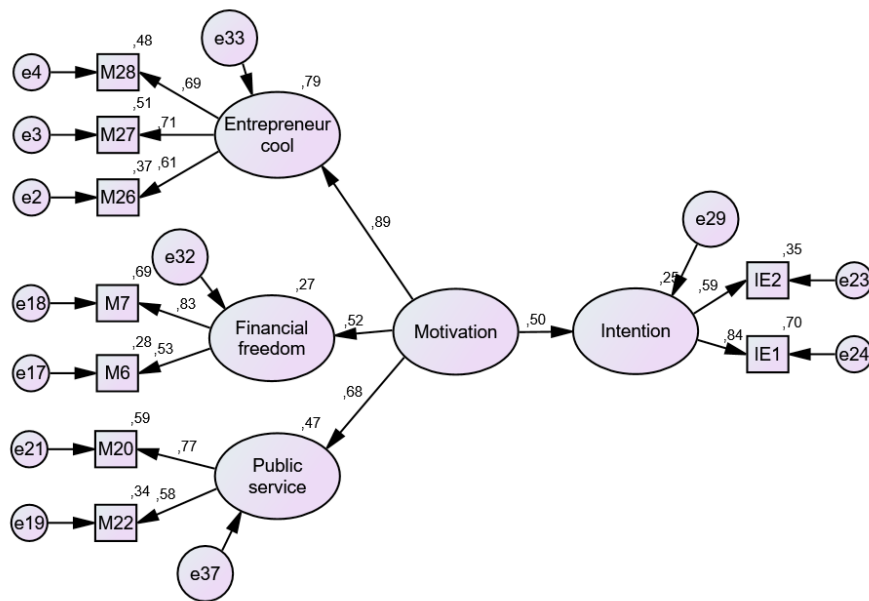 e33
,48
e4
M28
,69
,79
,51
e3
M27
,71
Entrepreneur
cool
,37
,61
e2
M26
,89
e29
e32
,69
,27
,35
,25
e18
M7
,83
,59
IE2
e23
Financial
freedom
,52
Motivation
,50
Intention
,70
,28
,53
,84
IE1
e24
e17
M6
,68
,59
,47
e21
M20
,77
Public
service
,34
,58
e19
M22
e37